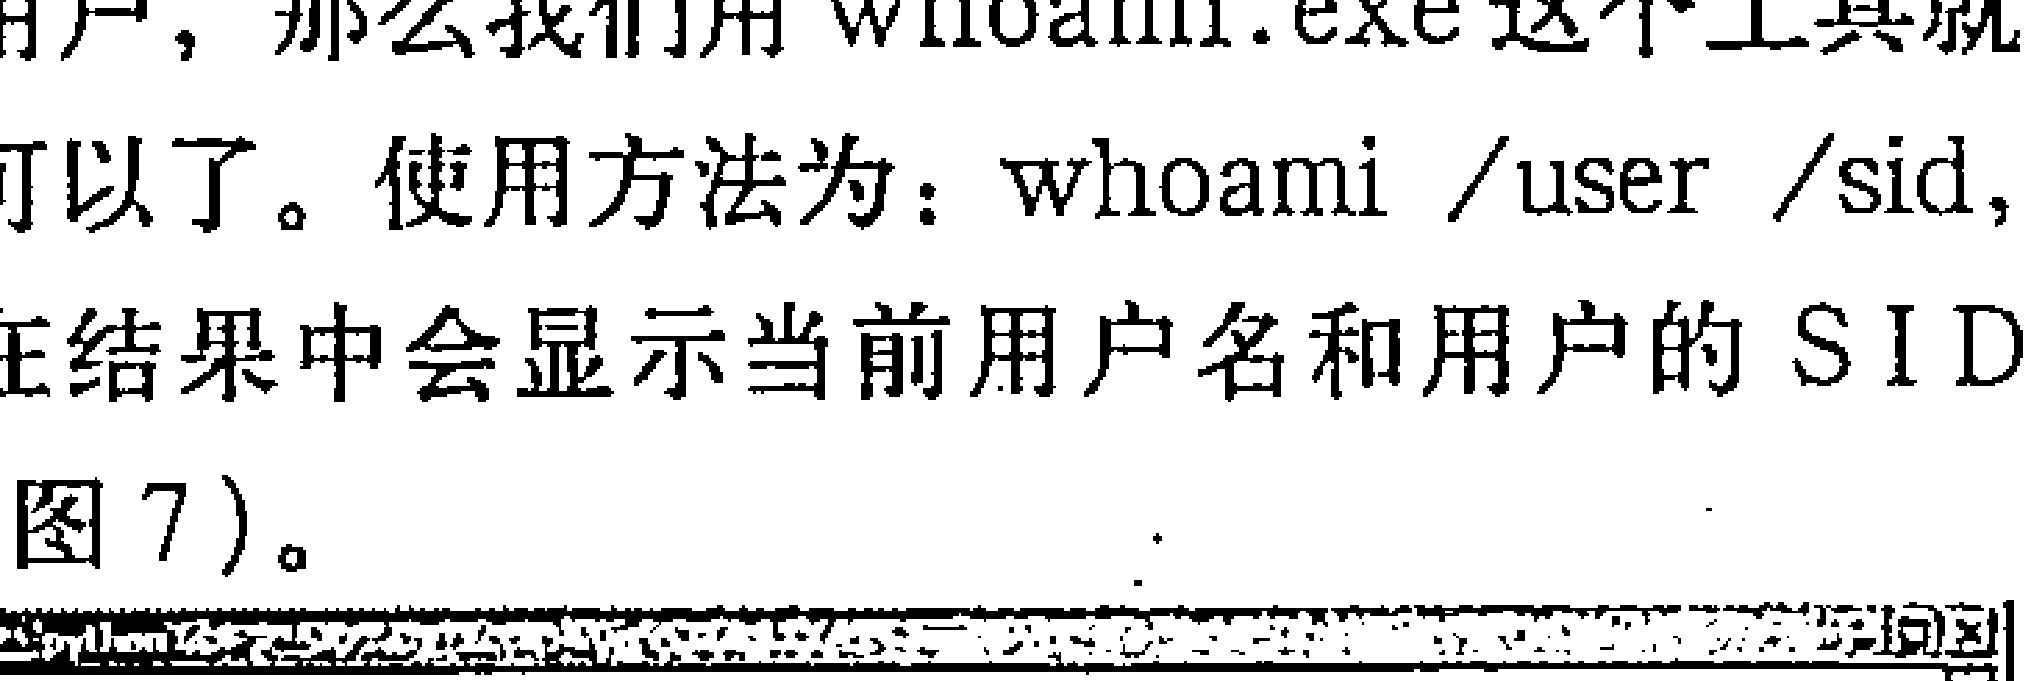 用户，那么我们用 whoami.exe 这个工具就
可以了。使用方法为：whoami /user /sid，
在结果中会显示当前用户名和用户的 SID
图 7）。